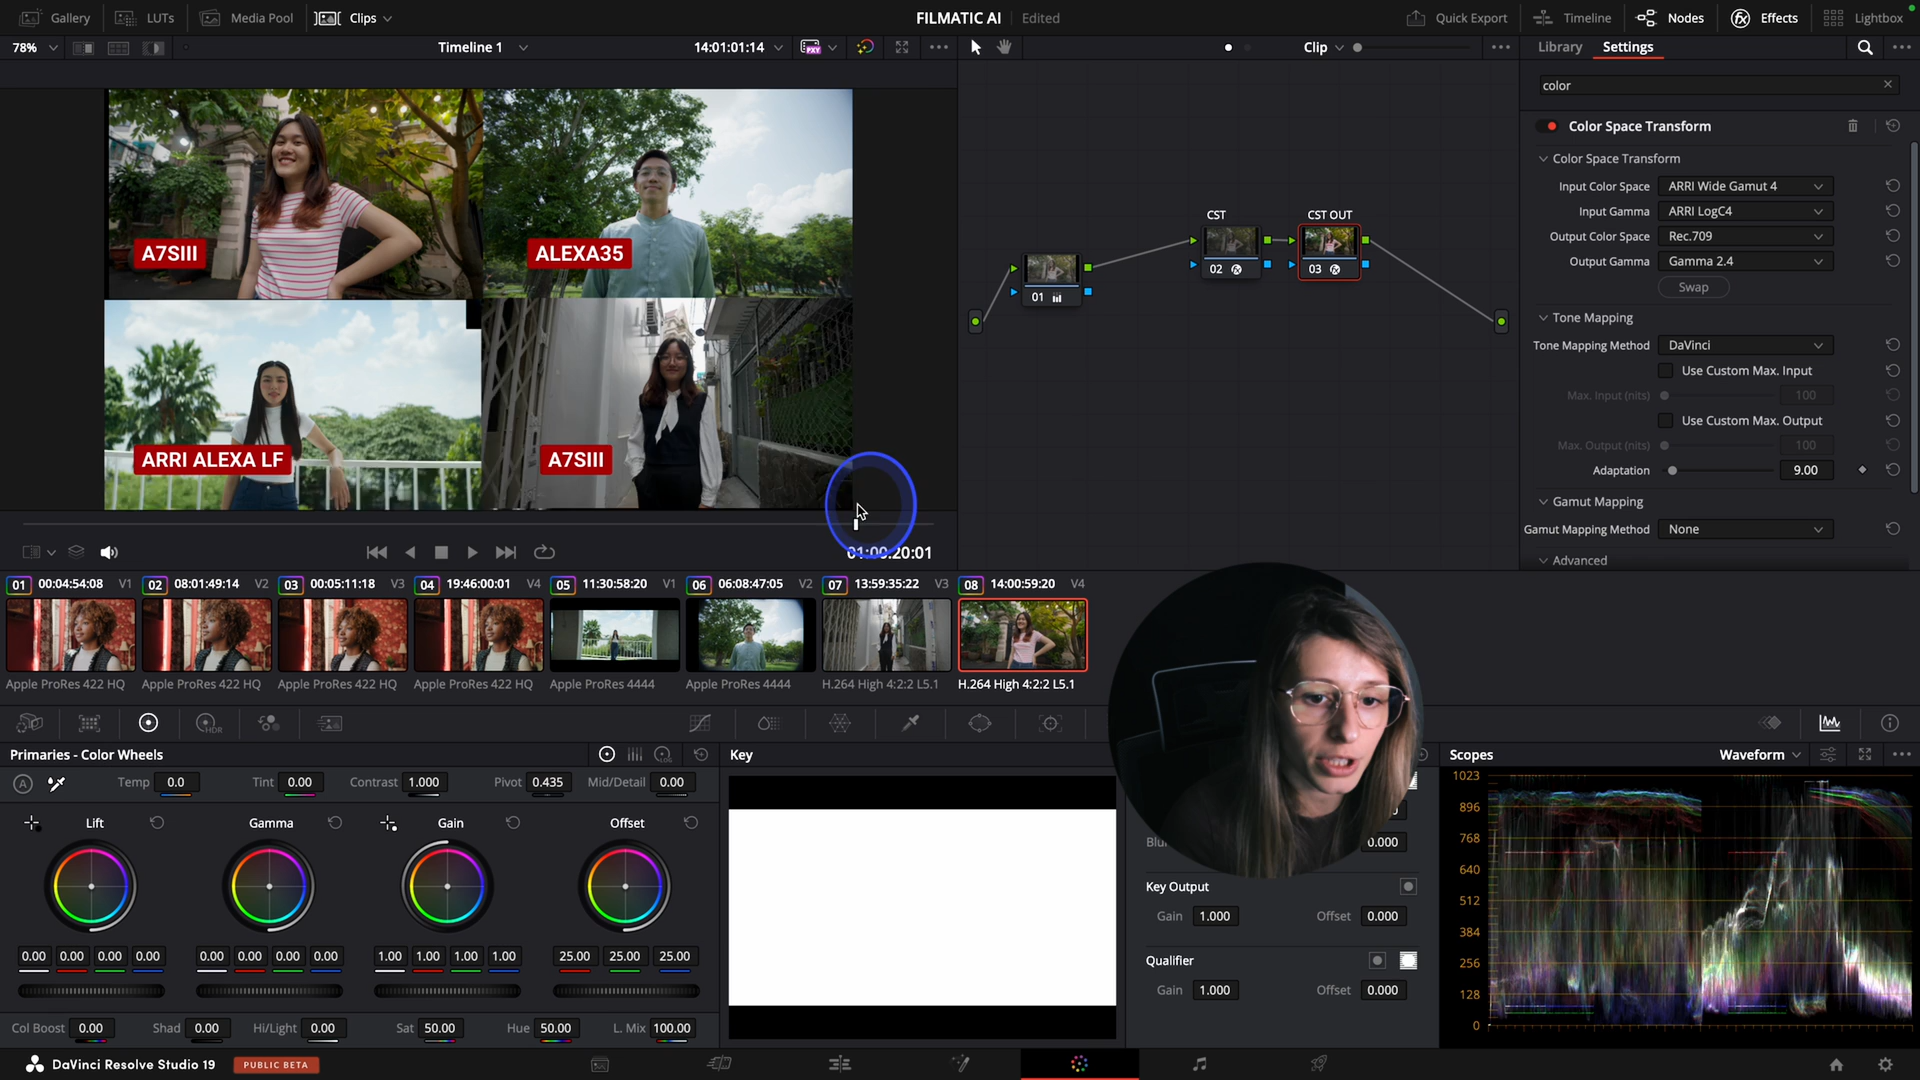 Gallery
LUTs
Media Pool
Clips
FILMATIC AI
Edited
Quick Export
Timeline
Nodes
Effects
Lightbox
78%
Timeline 1
14:01:01:14
Clip
Library
Settings
color
A7SIII
ALEXA35
ARRI ALEXA LF
A7SIII
01:00:20:01
CST
CST OUT
01
02
03
Color Space Transform
Color Space Transform
Input Color Space ARRI Wide Gamut 4
Input Gamma ARRI LogC4
Output Color Space Rec.709
Output Gamma Gamma 2.4
Swap
Tone Mapping
Tone Mapping Method DaVinci
Use Custom Max. Input
Max. Input (nits) 100
Use Custom Max. Output
Max. Output (nits) 100
Adaptation 9.00
Gamut Mapping
Gamut Mapping Method None
Advanced
01 00:04:54:08 V1
02 08:01:49:14 V2
03 00:05:11:18 V3
04 19:46:00:01 V4
05 11:30:58:20 V1
06 06:08:47:05 V2
07 13:59:35:22 V3
08 14:00:59:20 V4
Apple ProRes 422 HQ
Apple ProRes 422 HQ
Apple ProRes 422 HQ
Apple ProRes 422 HQ
Apple ProRes 4444
Apple ProRes 4444
H.264 High 4:2:2 L5.1
H.264 High 4:2:2 L5.1
HDR
Primaries - Color Wheels
LOG
A
Temp 0.0
Tint 0.00
Contrast 1.000
Pivot 0.435
Mid/Detail 0.00
Lift
Gamma
Gain
Offset
0.00 0.00 0.00 0.00
0.00 0.00 0.00 0.00
1.00 1.00 1.00 1.00
25.00 25.00 25.00
Col Boost 0.00
Shad 0.00
Hi/Light 0.00
Sat 50.00
Hue 50.00
L. Mix 100.00
Key
0.000
Key Output
Gain 1.000
Offset 0.000
Qualifier
Gain 1.000
Offset 0.000
Scopes
Waveform
1023
896
768
640
512
384
256
128
0
DaVinci Resolve Studio 19
PUBLIC BETA